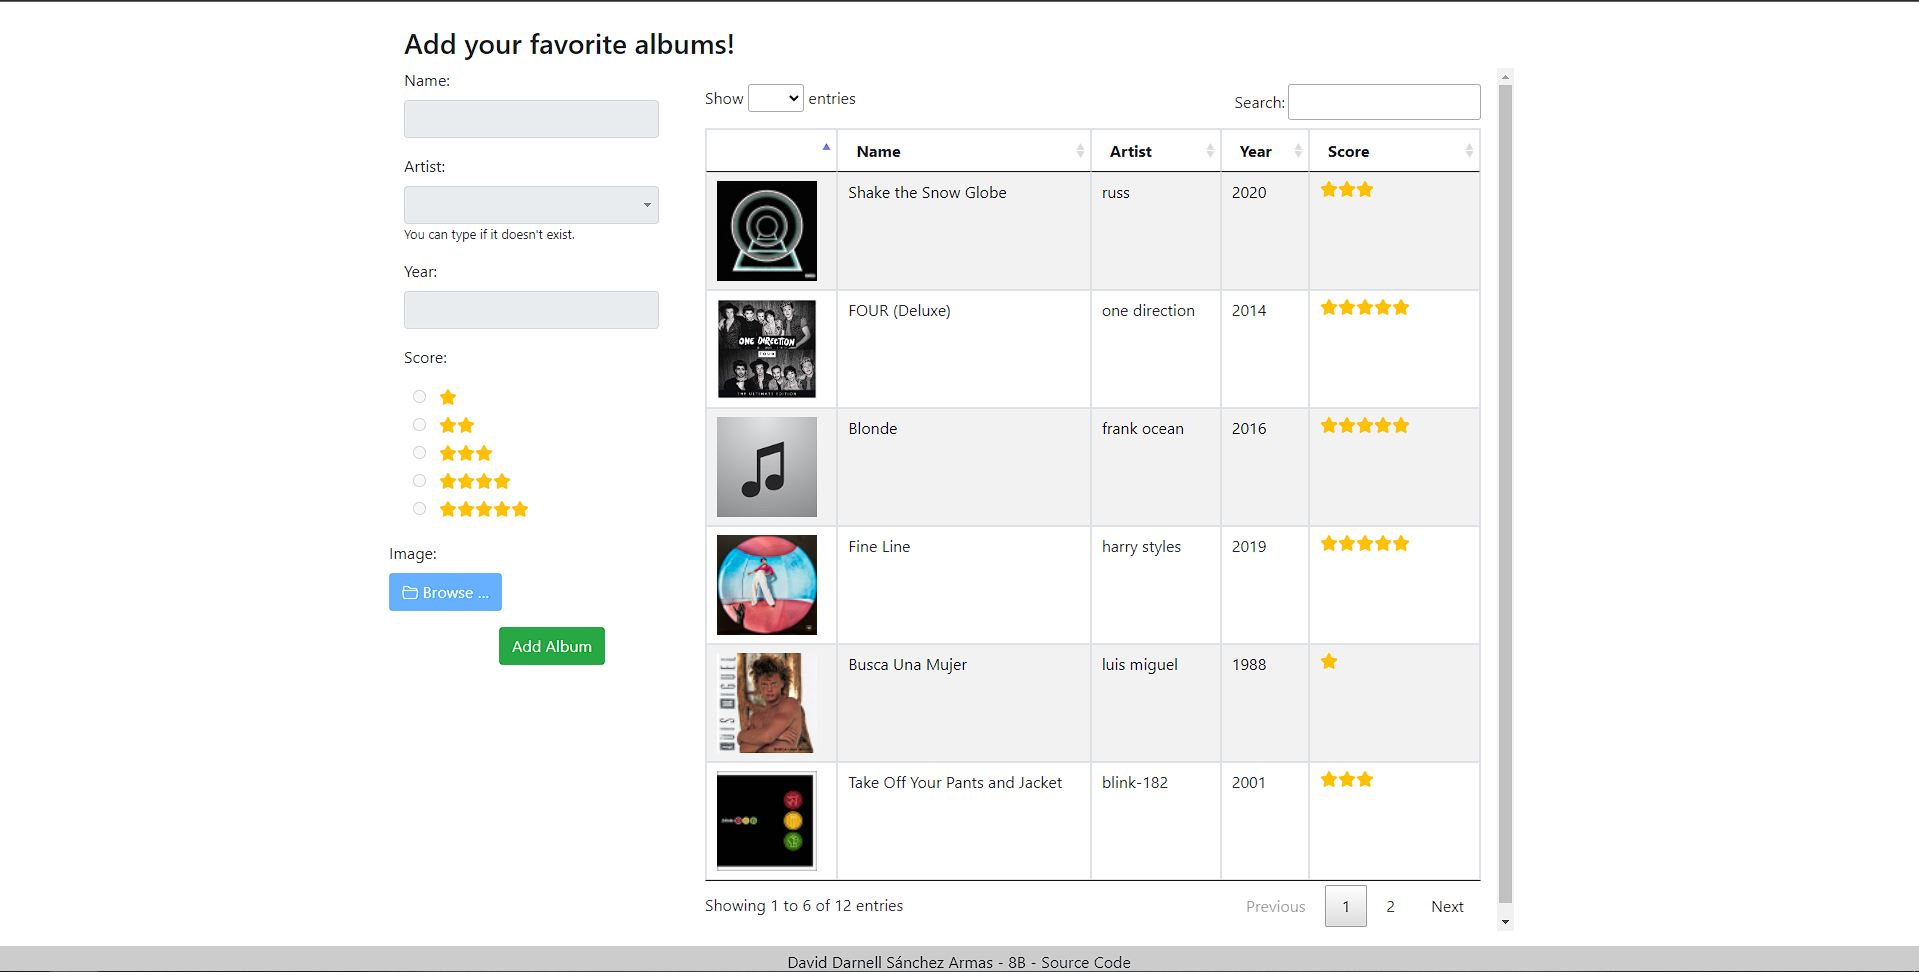 Add your favorite albums!
Name:
Artist:
You can type if it doesn't exist.
Year:
Score:
Image:
Browse ...
Add Album
Show entries
Search:
Name Artist Year Score
Shake the Snow Globe russ 2020
FOUR (Deluxe) one direction 2014
ONE DIRECTION
FOUR
THE ULTIMATE EDITION
Blonde frank ocean 2016
Fine Line harry styles 2019
Busca Una Mujer luis miguel 1988
LUIS MIGUEL
Take Off Your Pants and Jacket blink-182 2001
Showing 1 to 6 of 12 entries
Previous 1 2 Next
David Darnell Sánchez Armas - 8B - Source Code